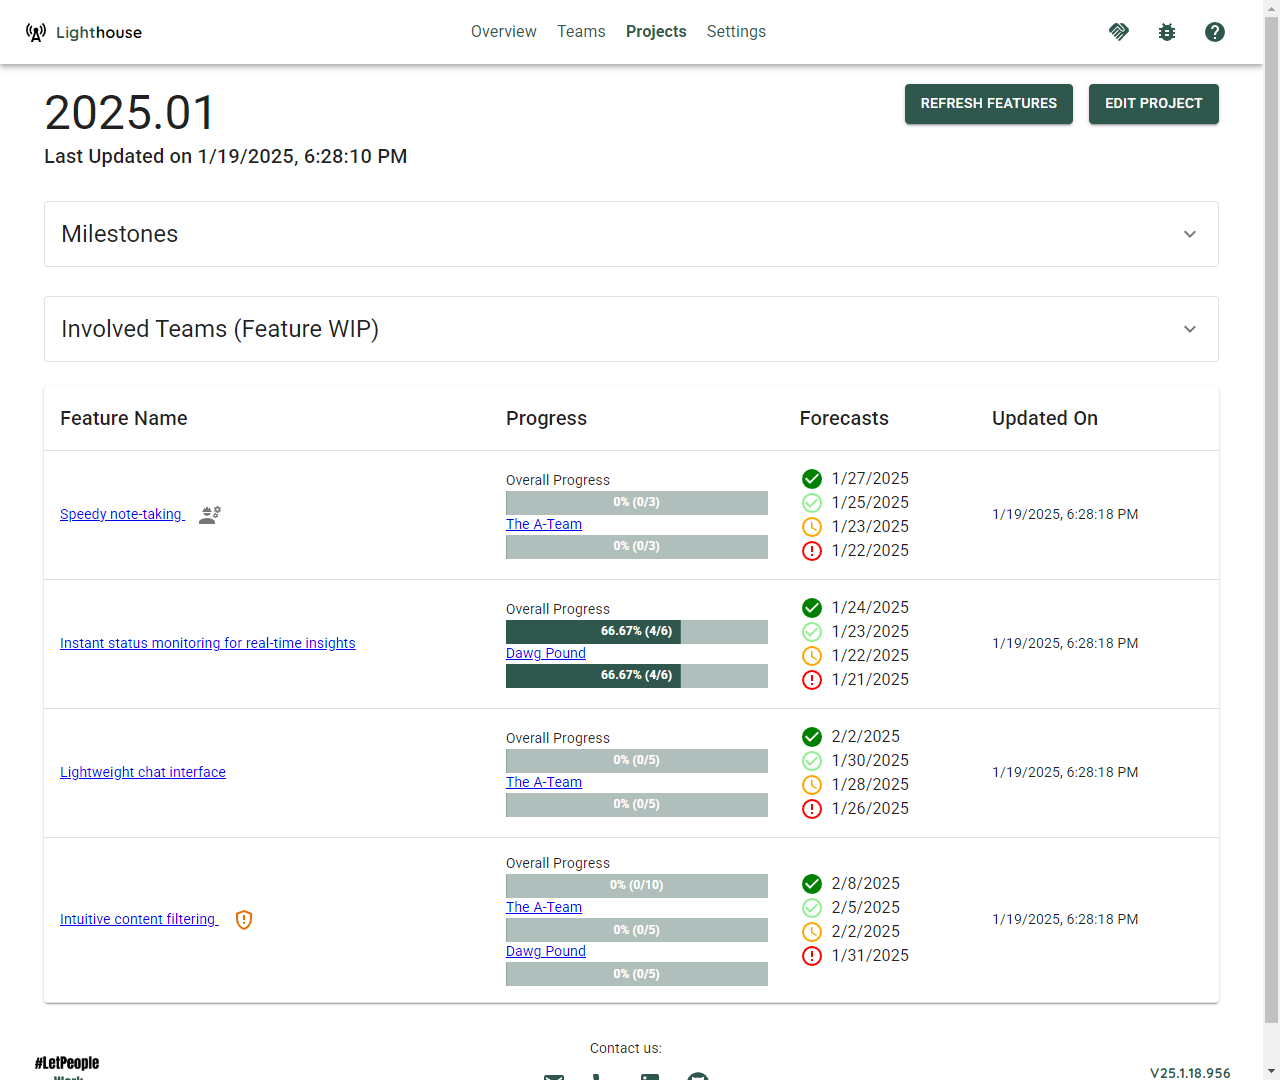 Lighthouse
Overview Teams Projects Settings
2025.01
REFRESH FEATURES EDIT PROJECT
Last Updated on 1/19/2025, 6:28:10 PM
Milestones
Involved Teams (Feature WIP)
Feature Name Progress Forecasts Updated On
Speedy note-taking
Overall Progress
0% (0/3)
The A-Team
0% (0/3)
1/27/2025
1/25/2025
1/23/2025
1/22/2025
1/19/2025, 6:28:18 PM
Instant status monitoring for real-time insights
Overall Progress
66.67% (4/6)
Dawg Pound
66.67% (4/6)
1/24/2025
1/23/2025
1/22/2025
1/21/2025
1/19/2025, 6:28:18 PM
Lightweight chat interface
Overall Progress
0% (0/5)
The A-Team
0% (0/5)
2/2/2025
1/30/2025
1/28/2025
1/26/2025
1/19/2025, 6:28:18 PM
Intuitive content filtering
Overall Progress
0% (0/10)
The A-Team
0% (0/5)
Dawg Pound
0% (0/5)
2/8/2025
2/5/2025
2/2/2025
1/31/2025
1/19/2025, 6:28:18 PM
#LetPeople
Work
Contact us:
V25.1.18.956